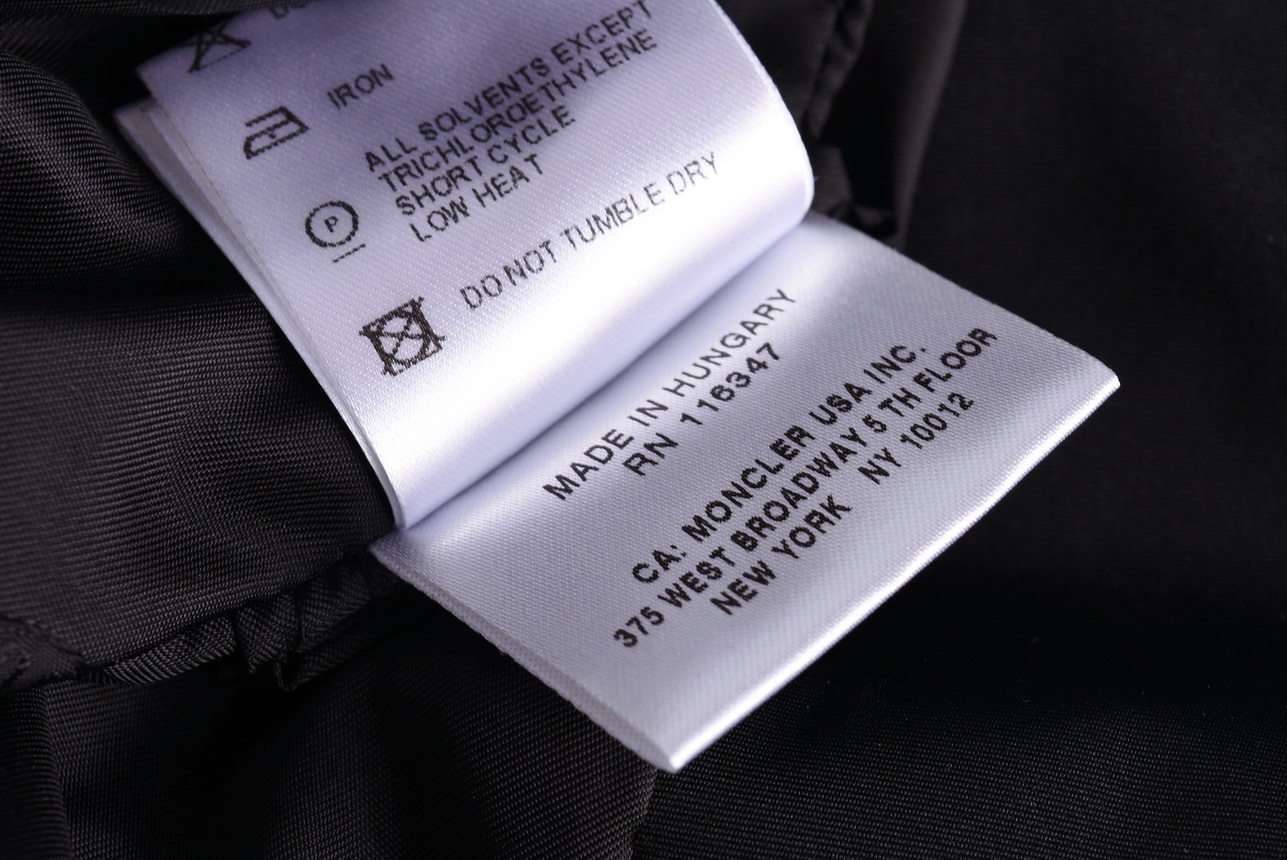 IRON
ALL SOLVENTS EXCEPT
TRICHLOROETHYLENE
SHORT CYCLE
LOW HEAT
P
DO NOT TUMBLE DRY
MADE IN HUNGARY
RN 116347
CA: MONCLER USA INC.
375 WEST BROADWAY 5 TH FLOOR
NEW YORK NY 10012